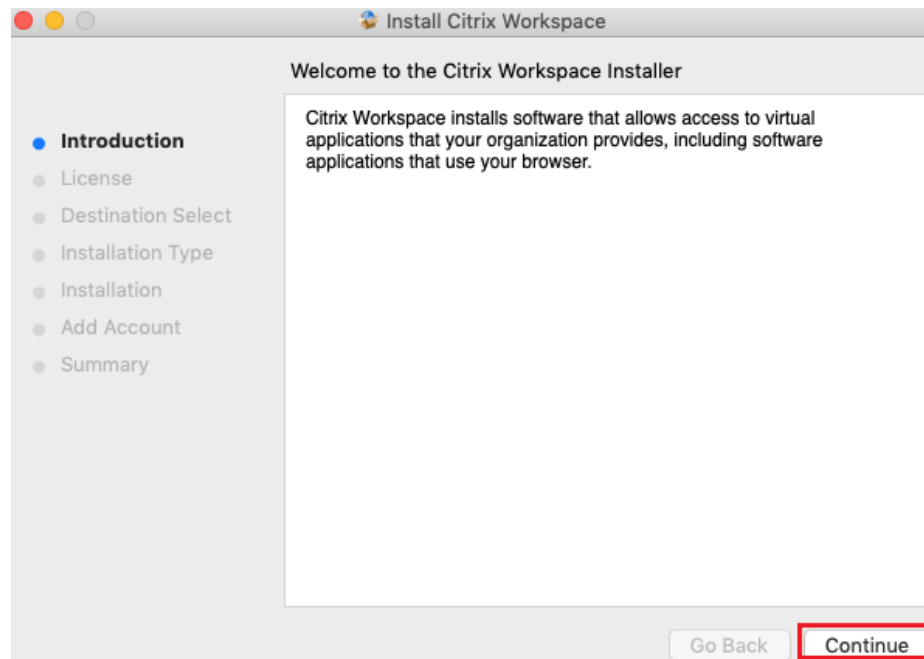 Install Citrix Workspace
Welcome to the Citrix Workspace Installer
Introduction
License
Destination Select
Installation Type
Installation
Add Account
Summary
Citrix Workspace installs software that allows access to virtual
applications that your organization provides, including software
applications that use your browser.
Go Back
Continue